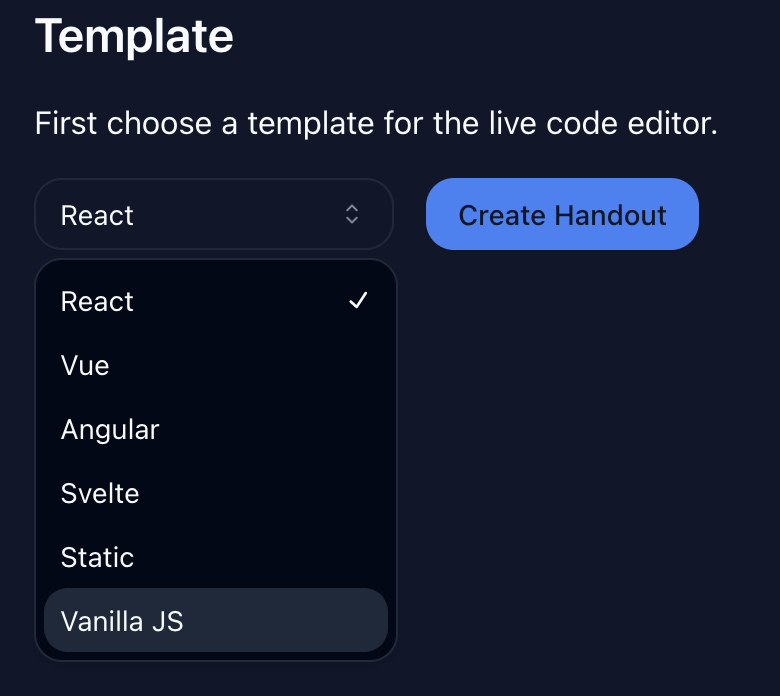 Template
First choose a template for the live code editor.
React
Create Handout
React
Vue
Angular
Svelte
Static
Vanilla JS